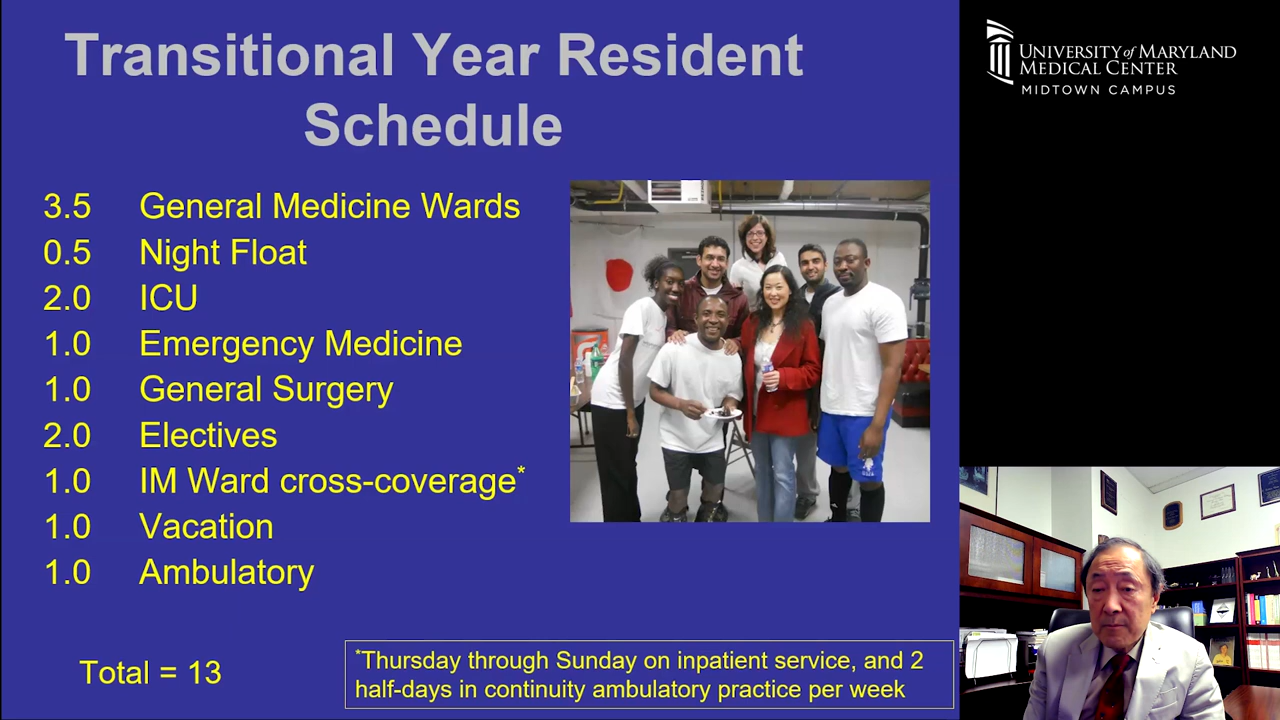 Transitional Year Resident
Schedule
3.5 General Medicine Wards
0.5 Night Float
2.0 ICU
1.0 Emergency Medicine
1.0 General Surgery
2.0 Electives
1.0 IM Ward cross-coverage*
1.0 Vacation
1.0 Ambulatory
Total = 13
*Thursday through Sunday on inpatient service, and 2
half-days in continuity ambulatory practice per week
UNIVERSITY of MARYLAND
MEDICAL CENTER
MIDTOWN CAMPUS